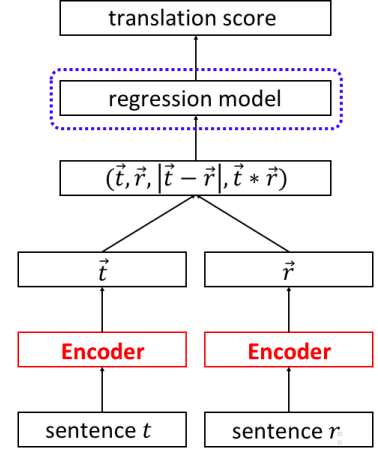 translation score
regression model
(t⃗, r⃗, |t⃗ − r⃗|, t⃗ ∗ r⃗)
t⃗ r⃗
Encoder Encoder
sentence t sentence r